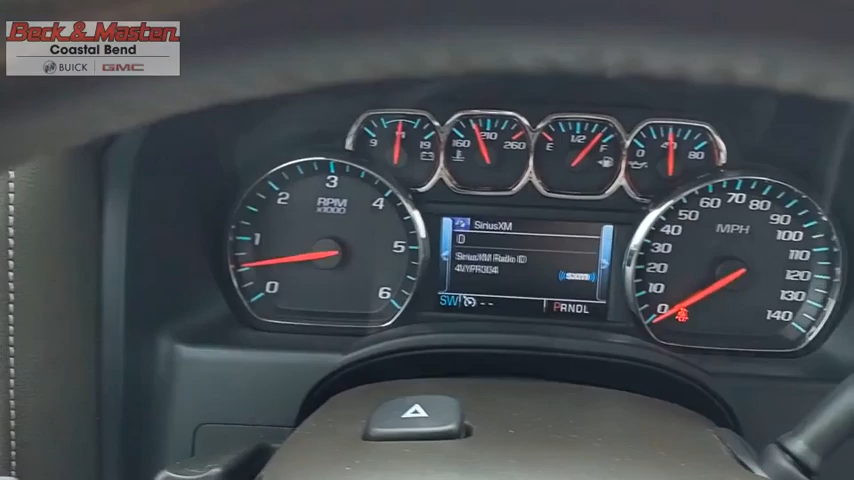 Beck & Masten
Coastal Bend
BUICK GMC
9 14 19
160 210 260
E 1/2 F
0 40 80
RPM
x1000
0 1 2 3 4 5 6
SiriusXM
0
SiriusXM Radio ID
SW --
PRNDL
MPH
0 10 20 30 40 50 60 70 80 90 100 110 120 130 140